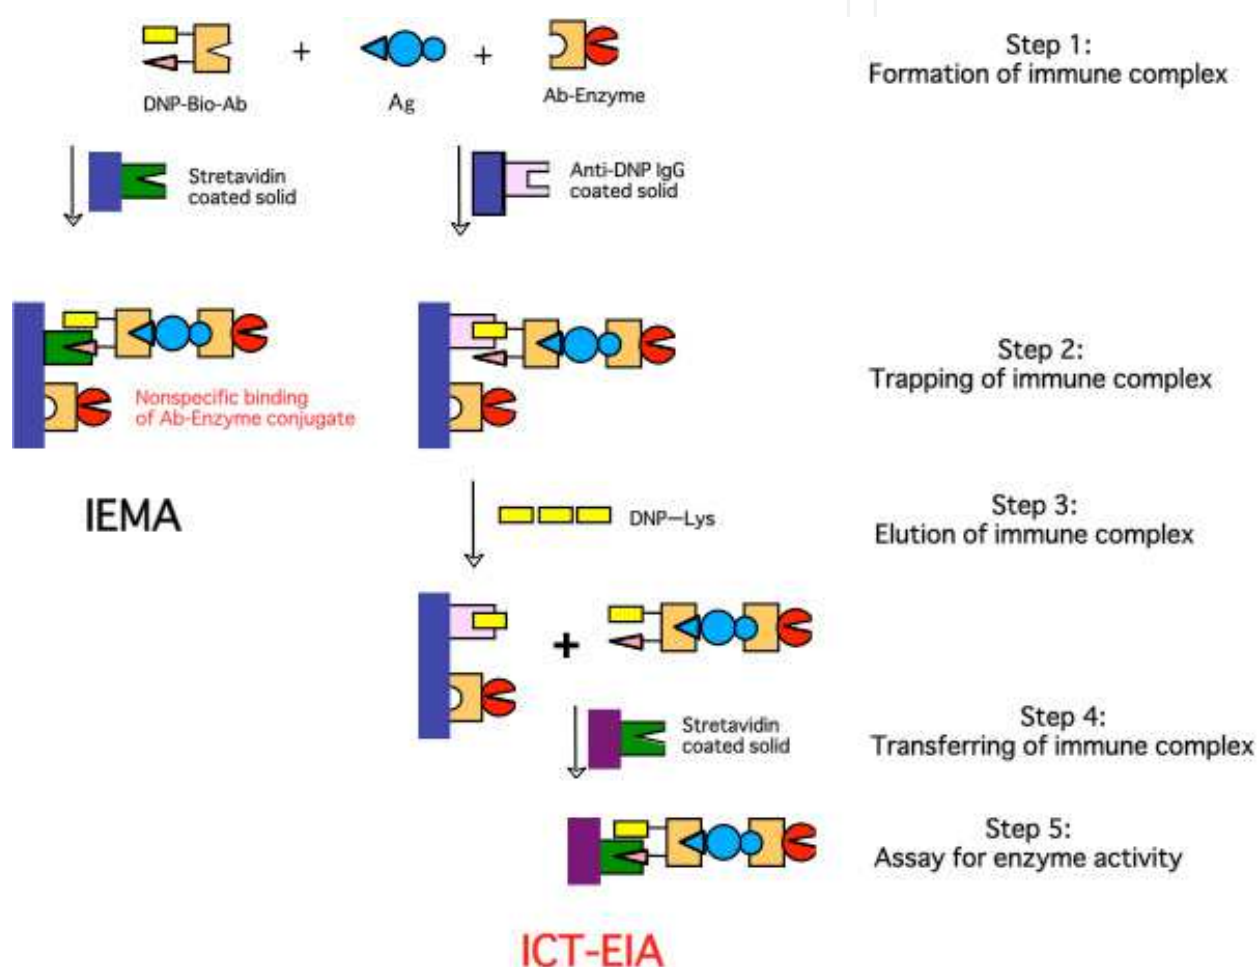 Step 1:
Formation of immune complex
DNP-Bio-Ab
+
Ag
+
Ab-Enzyme
Stretavidin
coated solid
Anti-DNP IgG
coated solid
Step 2:
Trapping of immune complex
Nonspecific binding
of Ab-Enzyme conjugate
IEMA
DNP—Lys
Step 3:
Elution of immune complex
+
Stretavidin
coated solid
Step 4:
Transferring of immune complex
Step 5:
Assay for enzyme activity
ICT-EIA